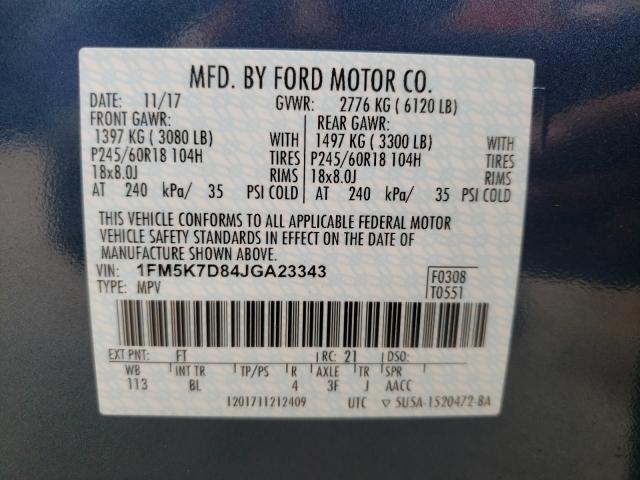 MFD. BY FORD MOTOR CO.
DATE: 11/17 GVWR: 2776 KG ( 6120 LB)
FRONT GAWR: REAR GAWR:
1397 KG ( 3080 LB) WITH 1497 KG ( 3300 LB) WITH
P245/60R18 104H TIRES P245/60R18 104H TIRES
18x8.0J RIMS 18x8.0J RIMS
AT 240 kPa/ 35 PSI COLD AT 240 kPa/ 35 PSI COLD
THIS VEHICLE CONFORMS TO ALL APPLICABLE FEDERAL MOTOR
VEHICLE SAFETY STANDARDS IN EFFECT ON THE DATE OF
MANUFACTURE SHOWN ABOVE.
VIN: 1FM5K7D84JGA23343 F0308
TYPE: MPV T0551
EXT PNT: FT RC: 21 DSO:
WB INT TR TP/PS R AXLE TR SPR
113 BL 4 3F J AACC
1201711212409 UTC ▽ 5U5A-1520472-BA